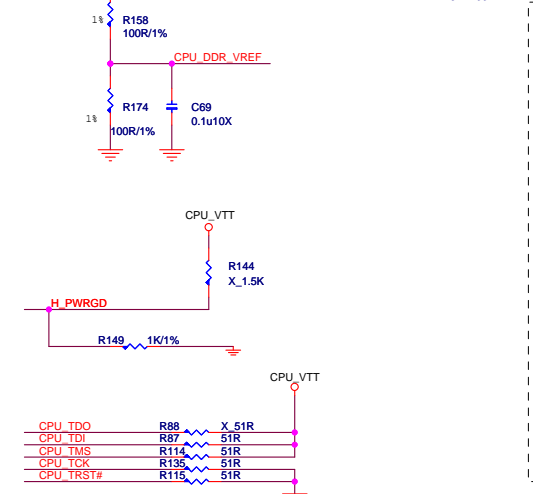 1%
R158
100R/1%
CPU_DDR_VREF
R174
C69
1%
100R/1%
0.1u10X
CPU_VTT
R144
X_1.5K
H_PWRGD
R149 1K/1%
CPU_VTT
CPU_TDO R88 X_51R
CPU_TDI R87 51R
CPU_TMS R114 51R
CPU_TCK R135 51R
CPU_TRST# R115 51R